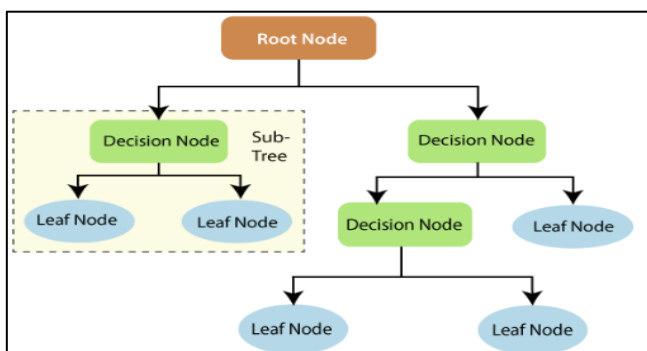 Root Node
Decision Node
Sub-
Tree
Decision Node
Leaf Node
Leaf Node
Decision Node
Leaf Node
Leaf Node
Leaf Node